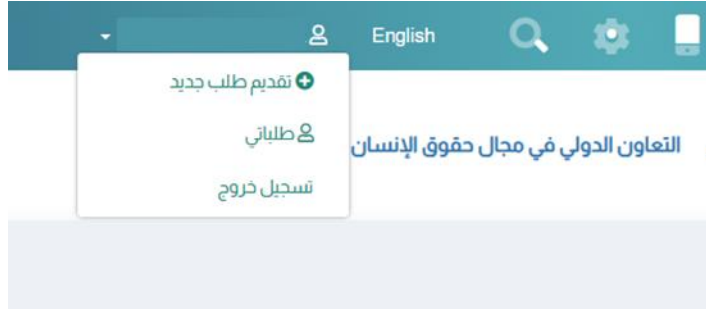 English
تقديم طلب جديد
طلباتي
تسجيل خروج
التعاون الدولي في مجال حقوق الإنسان